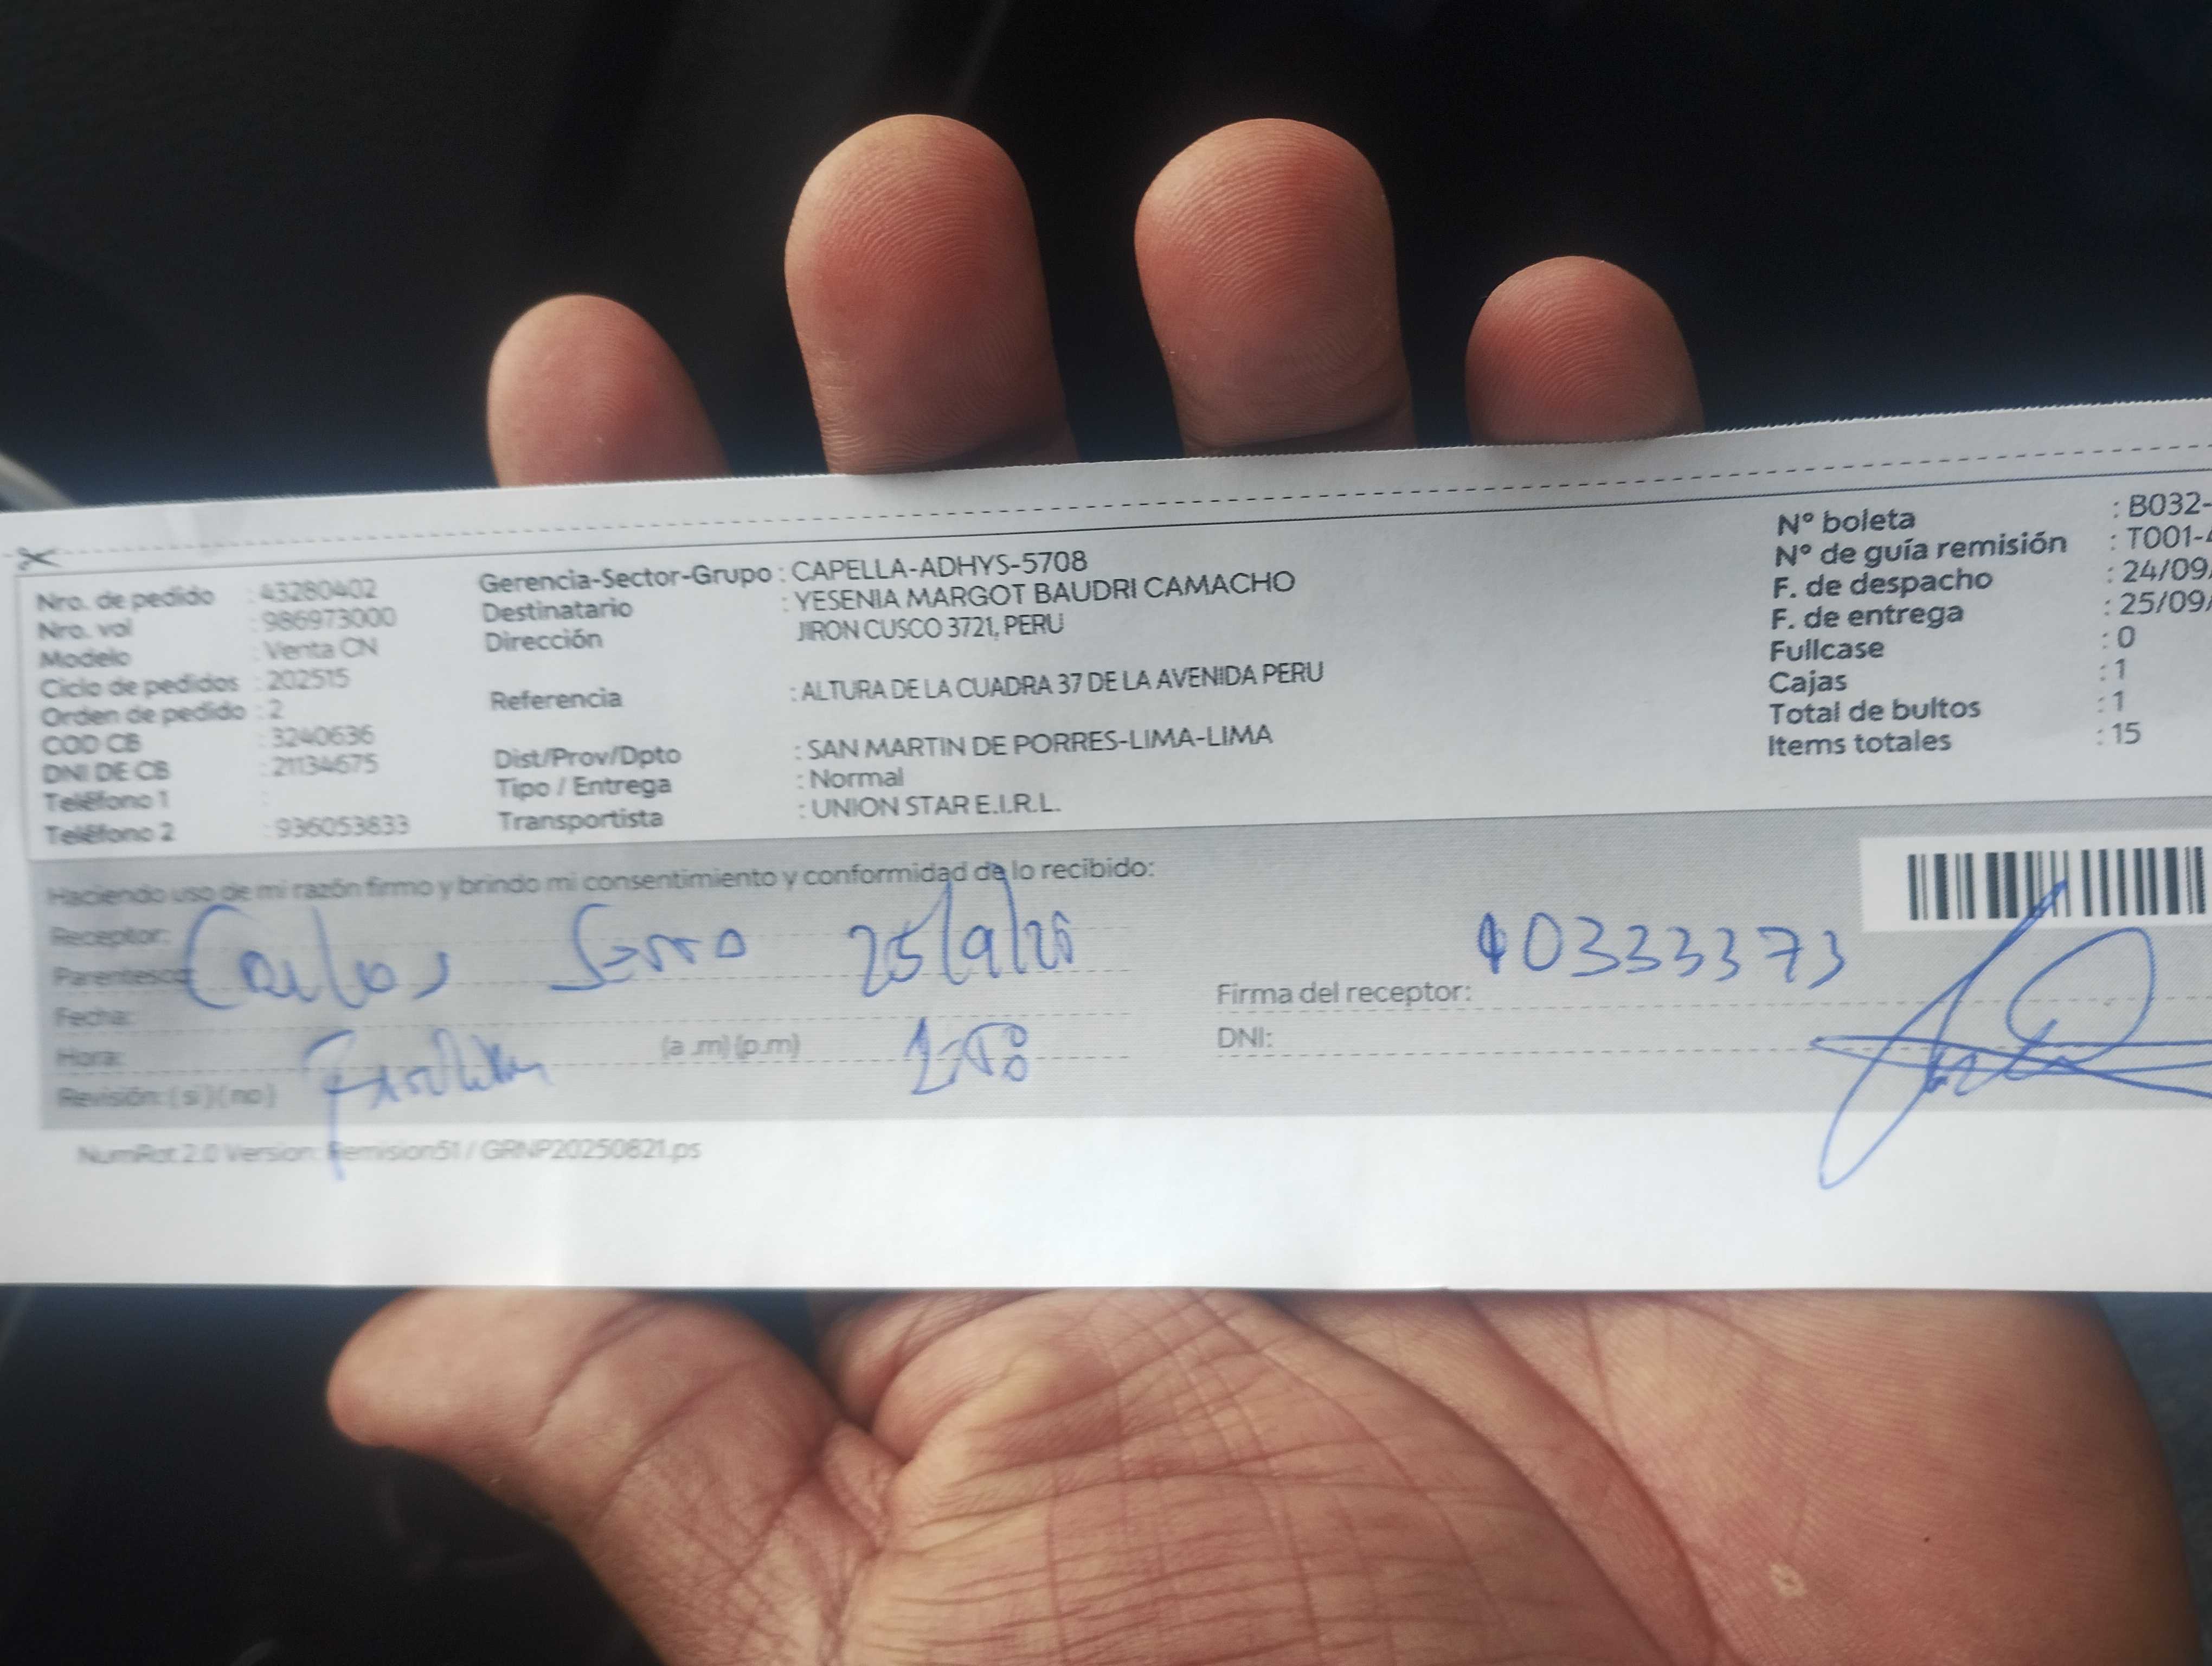 Nro. de pedido : 43280402
Nro. vol : 986973000
Modelo : Venta CN
Ciclo de pedidos : 202515
Orden de pedido : 2
COD CB : 3240636
DNI DE CB : 21134675
Teléfono 1 :
Teléfono 2 : 936053833
Gerencia-Sector-Grupo : CAPELLA-ADHYS-5708
Destinatario : YESENIA MARGOT BAUDRI CAMACHO
Dirección JIRON CUSCO 3721, PERU
Referencia : ALTURA DE LA CUADRA 37 DE LA AVENIDA PERU
Dist/Prov/Dpto : SAN MARTIN DE PORRES-LIMA-LIMA
Tipo / Entrega : Normal
Transportista : UNION STAR E.I.R.L.
N° boleta : B032-
N° de guía remisión : T001-4
F. de despacho : 24/09/
F. de entrega : 25/09/
Fullcase : 0
Cajas : 1
Total de bultos : 1
Items totales : 15
Haciendo uso de mi razón firmo y brindo mi consentimiento y conformidad de lo recibido:
Receptor:
Parentesco:
Carlos 25/9/25
Fecha:
Hora: (a .m) (p.m)
Revisión: ( si ) ( no )
Firma del receptor:
DNI:
NumRot 2.0 Version: Remision51 / GRNP20250821.ps